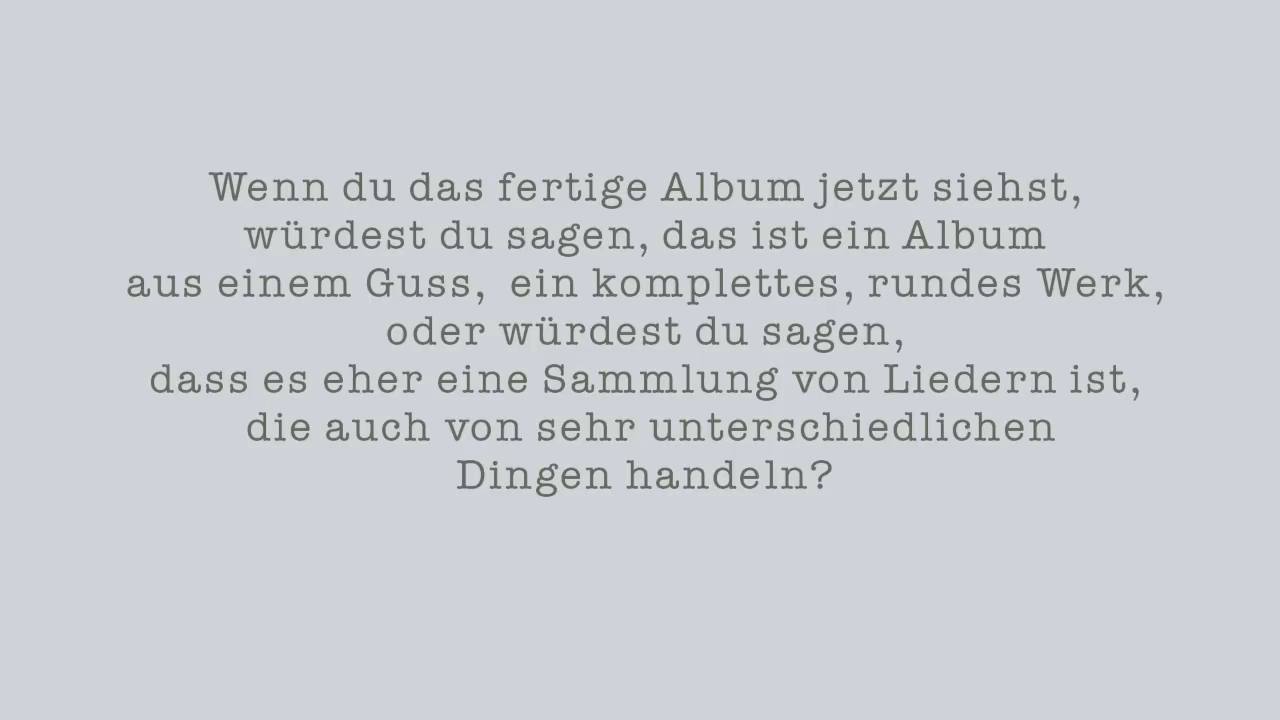 Wenn du das fertige Album jetzt siehst,
würdest du sagen, das ist ein Album
aus einem Guss,  ein komplettes, rundes Werk,
oder würdest du sagen,
dass es eher eine Sammlung von Liedern ist,
die auch von sehr unterschiedlichen
Dingen handeln?